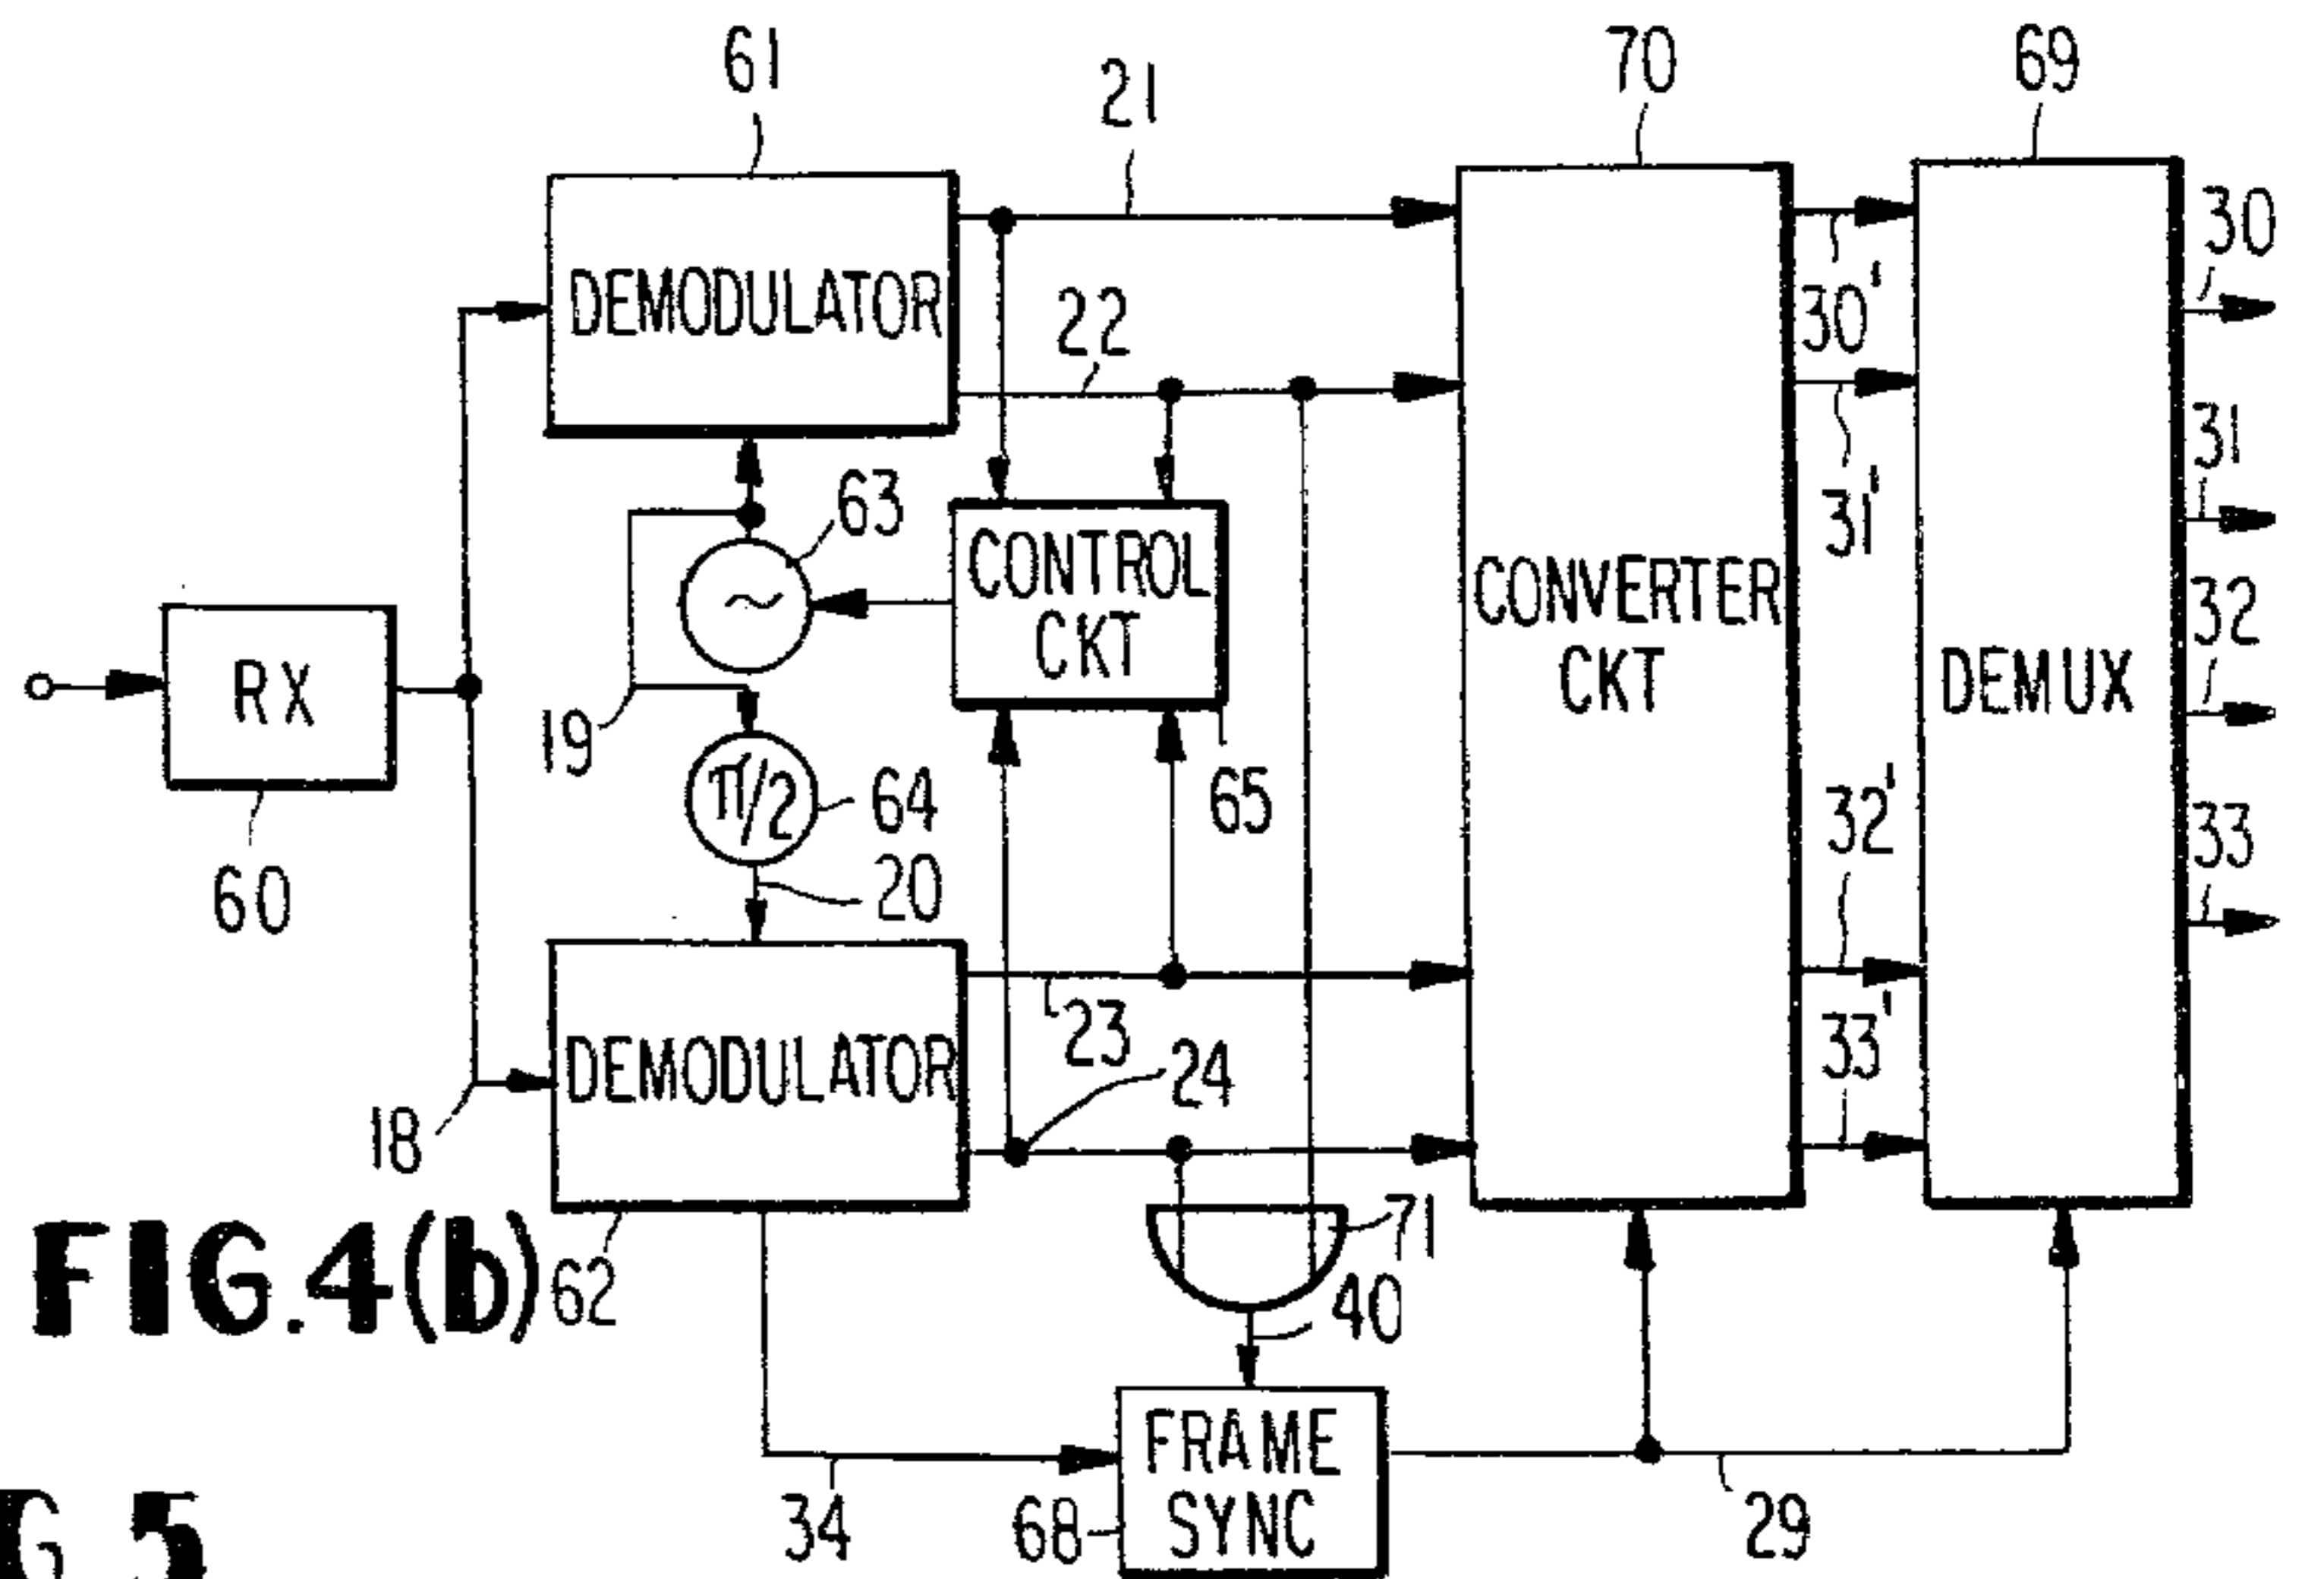 61
21
70
69
DEMODULATOR
22
30'
30
31'
31
63
CONTROL
CKT
CONVERTER
CKT
32
RX
DEMUX
19
π/2
64
65
32'
33
60
20
23
24
33'
DEMODULATOR
18
71
FIG. 4(b)
62
40
34
FRAME
SYNC
68
29
G 5